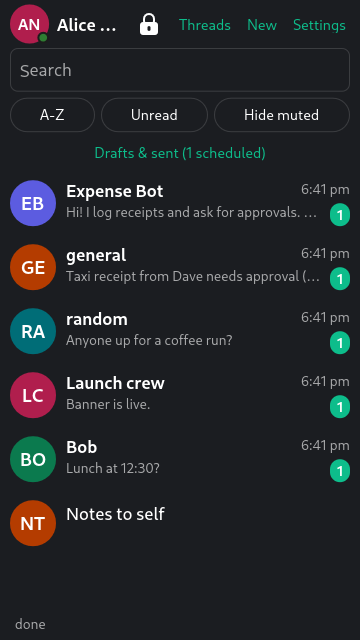 AN Alice ... Threads New Settings
Search
A-Z Unread Hide muted
Drafts & sent (1 scheduled)
EB Expense Bot 6:41 pm
Hi! I log receipts and ask for approvals. ... 1
GE general 6:41 pm
Taxi receipt from Dave needs approval (... 1
RA random 6:41 pm
Anyone up for a coffee run? 1
LC Launch crew 6:41 pm
Banner is live. 1
BO Bob 6:41 pm
Lunch at 12:30? 1
NT Notes to self
done